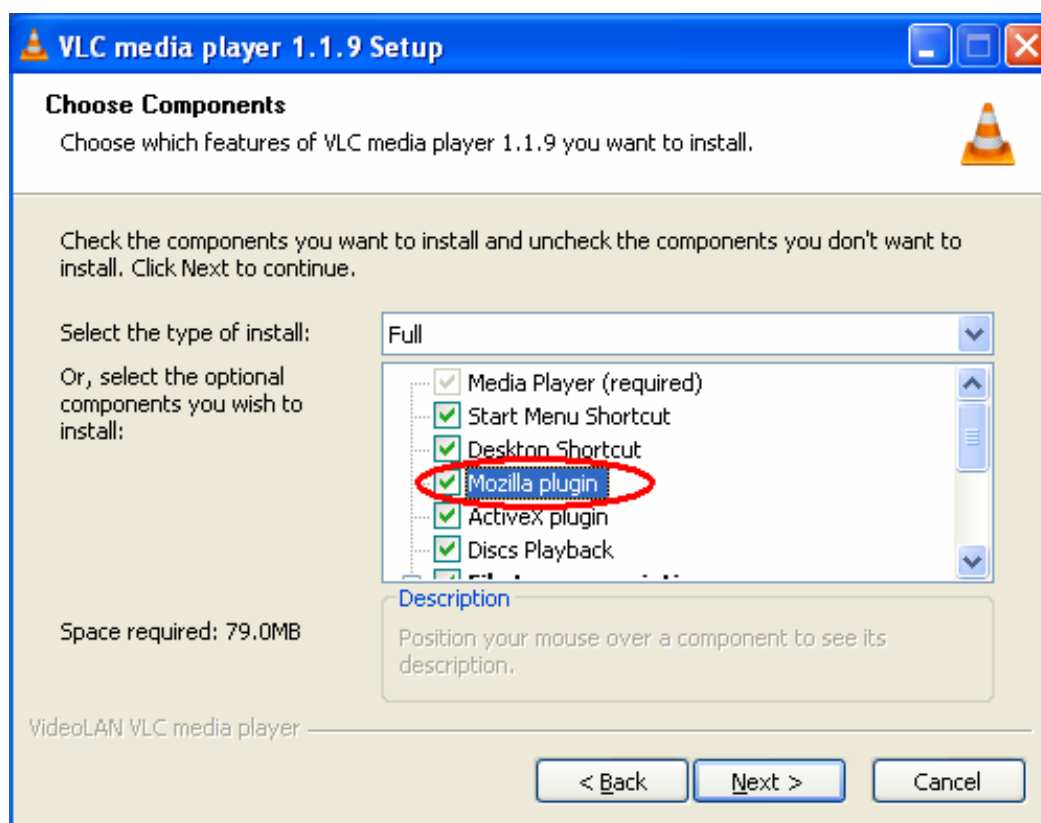 VLC media player 1.1.9 Setup
Choose Components
Choose which features of VLC media player 1.1.9 you want to install.
Check the components you want to install and uncheck the components you don't want to
install. Click Next to continue.
Select the type of install:
Full
Or, select the optional
components you wish to
install:
Media Player (required)
Start Menu Shortcut
Desktop Shortcut
Mozilla plugin
ActiveX plugin
Discs Playback
Space required: 79.0MB
Description
Position your mouse over a component to see its
description.
VideoLAN VLC media player
< Back
Next >
Cancel